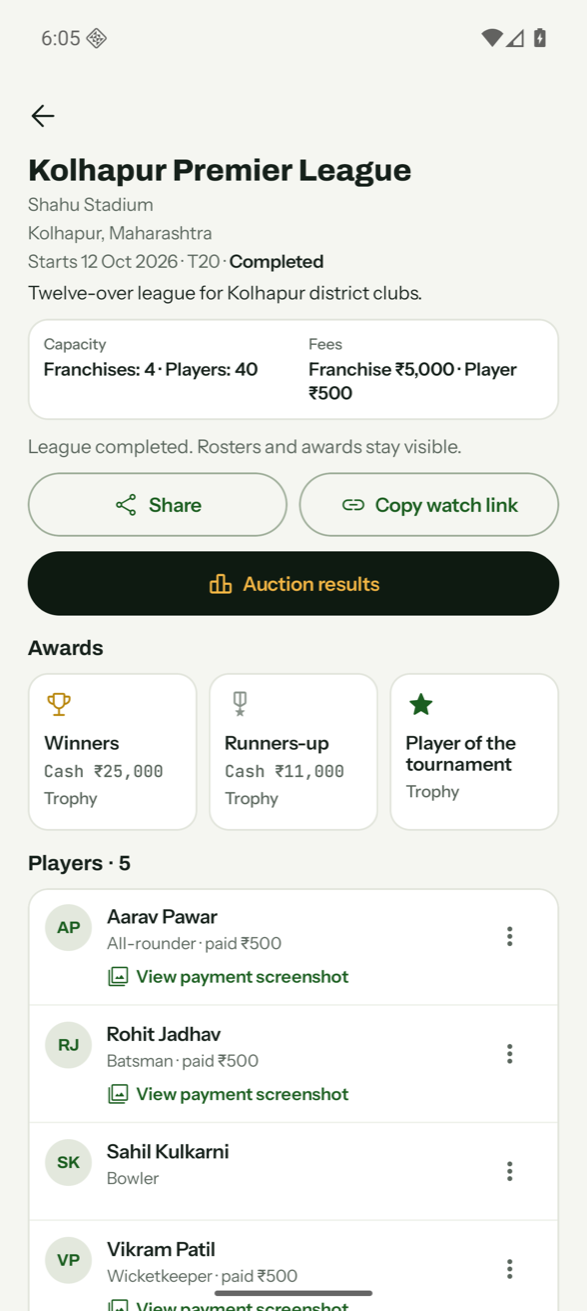 6:05
Kolhapur Premier League
Shahu Stadium
Kolhapur, Maharashtra
Starts 12 Oct 2026 · T20 · Completed
Twelve-over league for Kolhapur district clubs.
Capacity
Franchises: 4 · Players: 40
Fees
Franchise ₹5,000 · Player
₹500
League completed. Rosters and awards stay visible.
Share
Copy watch link
Auction results
Awards
Winners
Cash ₹25,000
Trophy
Runners-up
Cash ₹11,000
Trophy
Player of the
tournament
Trophy
Players · 5
AP
Aarav Pawar
All-rounder · paid ₹500
View payment screenshot
RJ
Rohit Jadhav
Batsman · paid ₹500
View payment screenshot
SK
Sahil Kulkarni
Bowler
VP
Vikram Patil
Wicketkeeper · paid ₹500
View payment screenshot